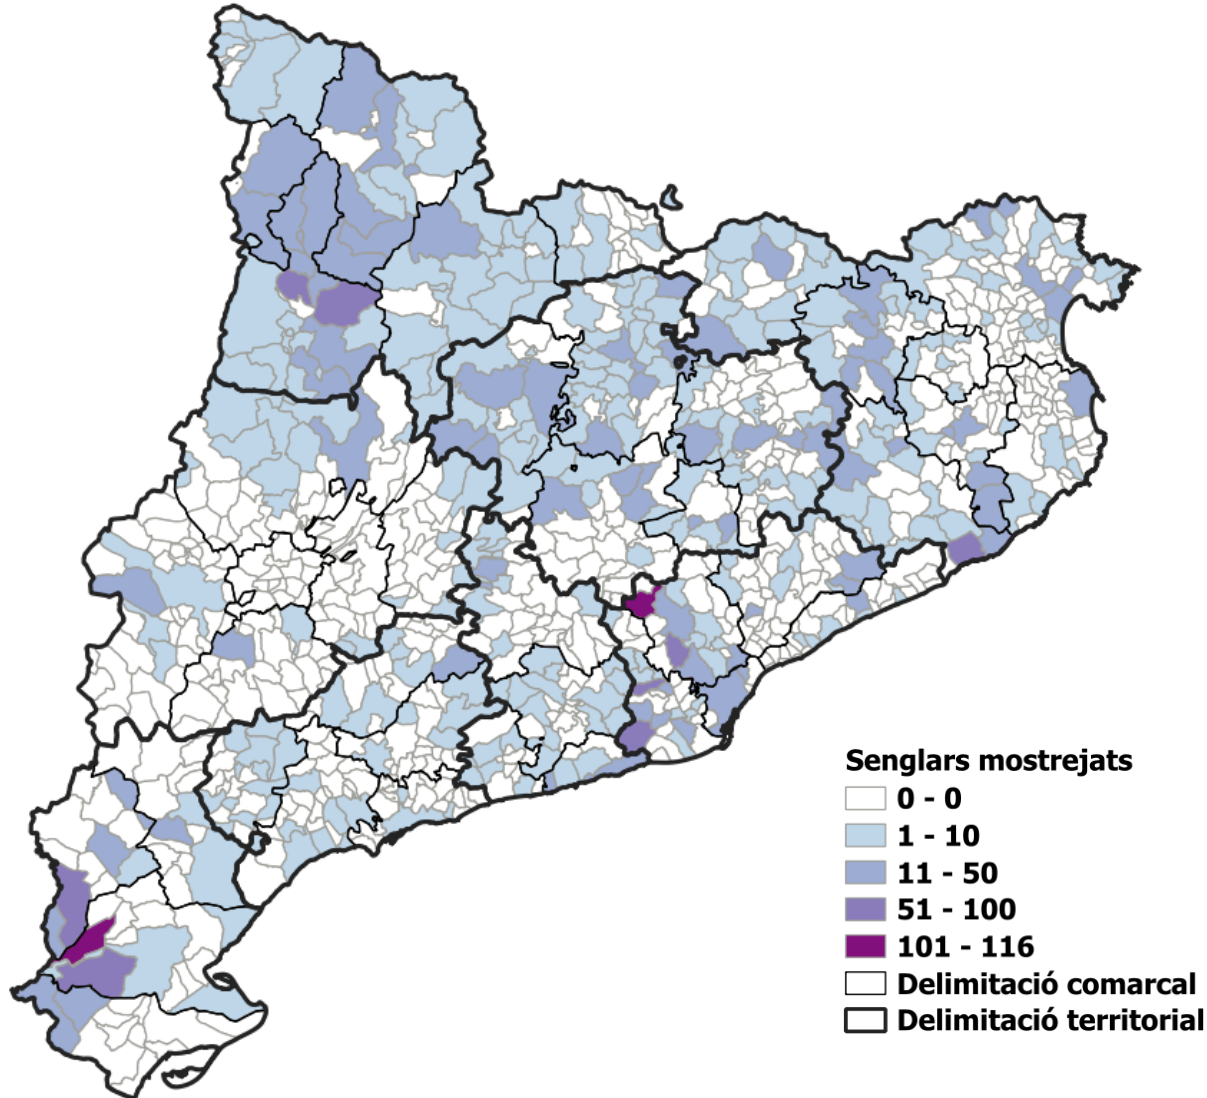 Senglars mostrejats
0 - 0
1 - 10
11 - 50
51 - 100
101 - 116
Delimitació comarcal
Delimitació territorial